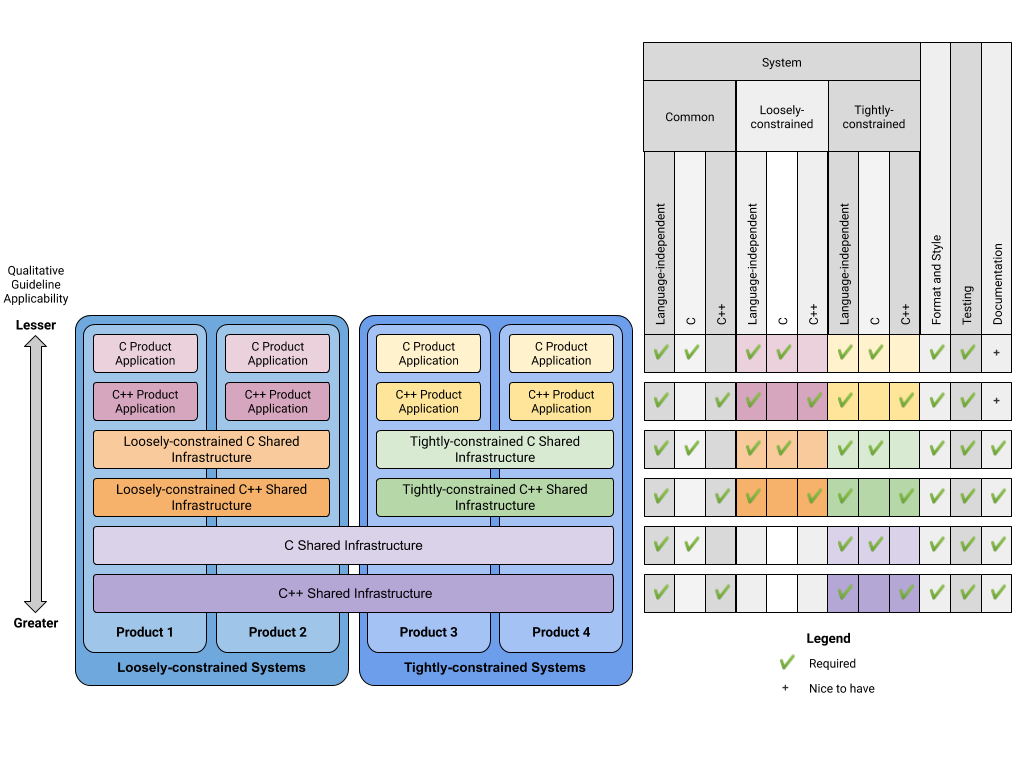 System
Common
Loosely-
constrained
Tightly-
constrained
Language-independent
C
C++
Language-independent
C
C++
Language-independent
C
C++
Format and Style
Testing
Documentation
Qualitative
Guideline
Applicability
Lesser
Greater
C Product
Application
C Product
Application
C Product
Application
C Product
Application
✔ ✔ ✔ ✔ ✔ ✔ ✔ ✔ +
C++ Product
Application
C++ Product
Application
C++ Product
Application
C++ Product
Application
✔ ✔ ✔ ✔ ✔ ✔ ✔ ✔ +
Loosely-constrained C Shared
Infrastructure
Tightly-constrained C Shared
Infrastructure
✔ ✔ ✔ ✔ ✔ ✔ ✔ ✔ ✔
Loosely-constrained C++ Shared
Infrastructure
Tightly-constrained C++ Shared
Infrastructure
✔ ✔ ✔ ✔ ✔ ✔ ✔ ✔ ✔
C Shared Infrastructure
✔ ✔ ✔ ✔ ✔ ✔ ✔
C++ Shared Infrastructure
✔ ✔ ✔ ✔ ✔ ✔ ✔
Product 1
Product 2
Product 3
Product 4
Loosely-constrained Systems
Tightly-constrained Systems
Legend
✔ Required
+ Nice to have